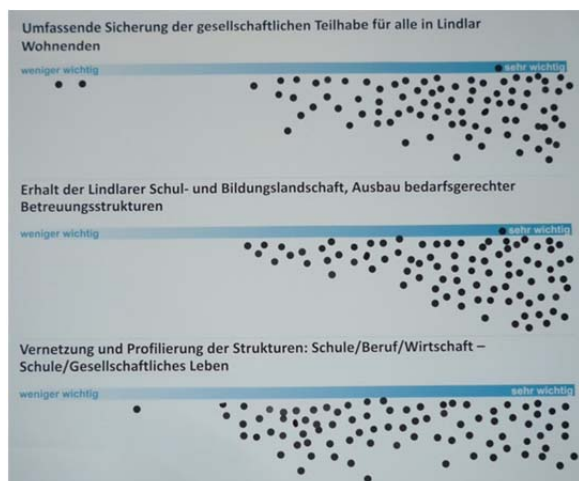 Umfassende Sicherung der gesellschaftlichen Teilhabe für alle in Lindlar
Wohnenden
weniger wichtig sehr wichtig
Erhalt der Lindlarer Schul- und Bildungslandschaft, Ausbau bedarfsgerechter
Betreuungsstrukturen
weniger wichtig sehr wichtig
Vernetzung und Profilierung der Strukturen: Schule/Beruf/Wirtschaft –
Schule/Gesellschaftliches Leben
weniger wichtig sehr wichtig